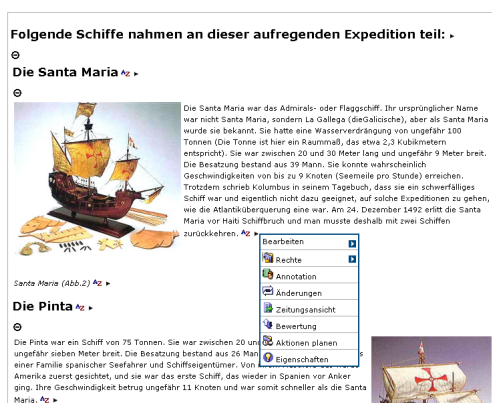 Folgende Schiffe nahmen an dieser aufregenden Expedition teil:
Die Santa Maria AZ
Die Santa Maria war das Admirals- oder Flaggschiff. Ihr ursprünglicher Name
war nicht Santa Maria, sondern La Gallega (dieGalicische), aber als Santa Maria
wurde sie bekannt. Sie hatte eine Wasserverdrängung von ungefähr 100
Tonnen (Die Tonne ist hier ein Raummaß, das etwa 2,3 Kubikmetern
entspricht). Sie war zwischen 20 und 30 Meter lang und ungefähr 9 Meter breit.
Die Besatzung bestand aus 39 Mann. Sie konnte wahrscheinlich
Geschwindigkeiten von bis zu 9 Knoten (Seemeile pro Stunde) erreichen.
Trotzdem schrieb Kolumbus in seinem Tagebuch, dass sie ein schwerfälliges
Schiff war und eigentlich nicht dazu geeignet, auf solche Expeditionen zu gehen,
wie die Atlantiküberquerung eine war. Am 24. Dezember 1492 erlitt die Santa
Maria vor Haiti Schiffbruch und man musste deshalb mit zwei Schiffen
zurückkehren. AZ
Bearbeiten
Rechte
Annotation
Änderungen
Zeitungsansicht
Bewertung
Aktionen planen
Eigenschaften
Santa Maria (Abb.2) AZ
Die Pinta AZ
Die Pinta war ein Schiff von 75 Tonnen. Sie war zwischen 20 un
ungefähr sieben Meter breit. Die Besatzung bestand aus 26 Man
einer Familie spanischer Seefahrer und Schiffseigentümer. Von
Amerika zuerst gesichtet, und sie war das erste Schiff, das wieder in Spanien vor Anker
ging. Ihre Geschwindigkeit betrug ungefähr 11 Knoten und war somit schneller als die Santa
Maria. AZ